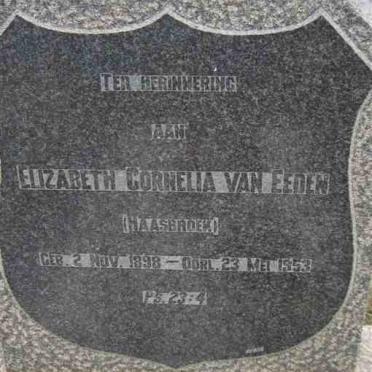 TER HERINNERING
AAN
ELIZABETH CORNELIA VAN EEDEN
(HAASBROEK)
GEB. 2 NOV. 1898 — OORL. 23 MEI 1953
PS. 23-4